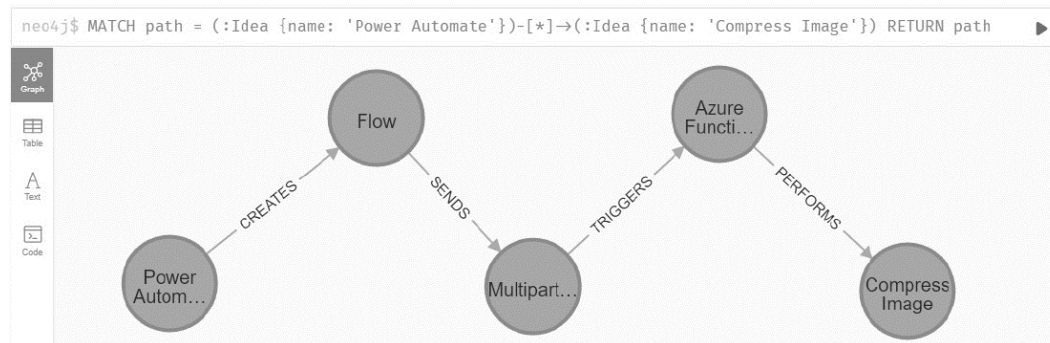 neo4j$ MATCH path = (:Idea {name: 'Power Automate'})-[*]→(:Idea {name: 'Compress Image'}) RETURN path
Graph
Table
A
Text
Code
Power
Autom…
CREATES
Flow
SENDS
Multipart…
TRIGGERS
Azure
Functi…
PERFORMS
Compress
Image